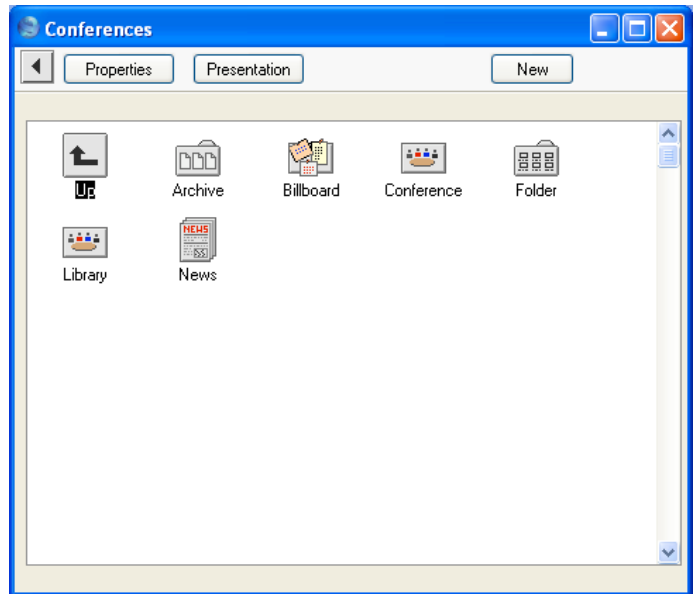 Conferences
Properties Presentation New
Up Archive Billboard Conference Folder
NEWS
Library News